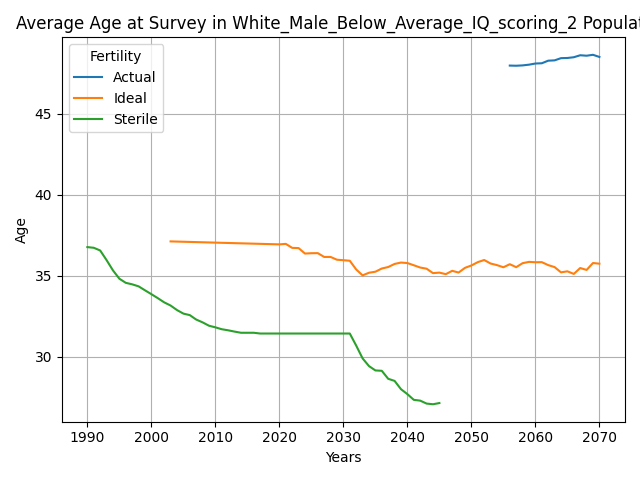 Average Age at Survey in White_Male_Below_Average_IQ_scoring_2 Populat
Fertility
Actual
Ideal
Sterile
Age
45
40
35
30
1990 2000 2010 2020 2030 2040 2050 2060 2070
Years